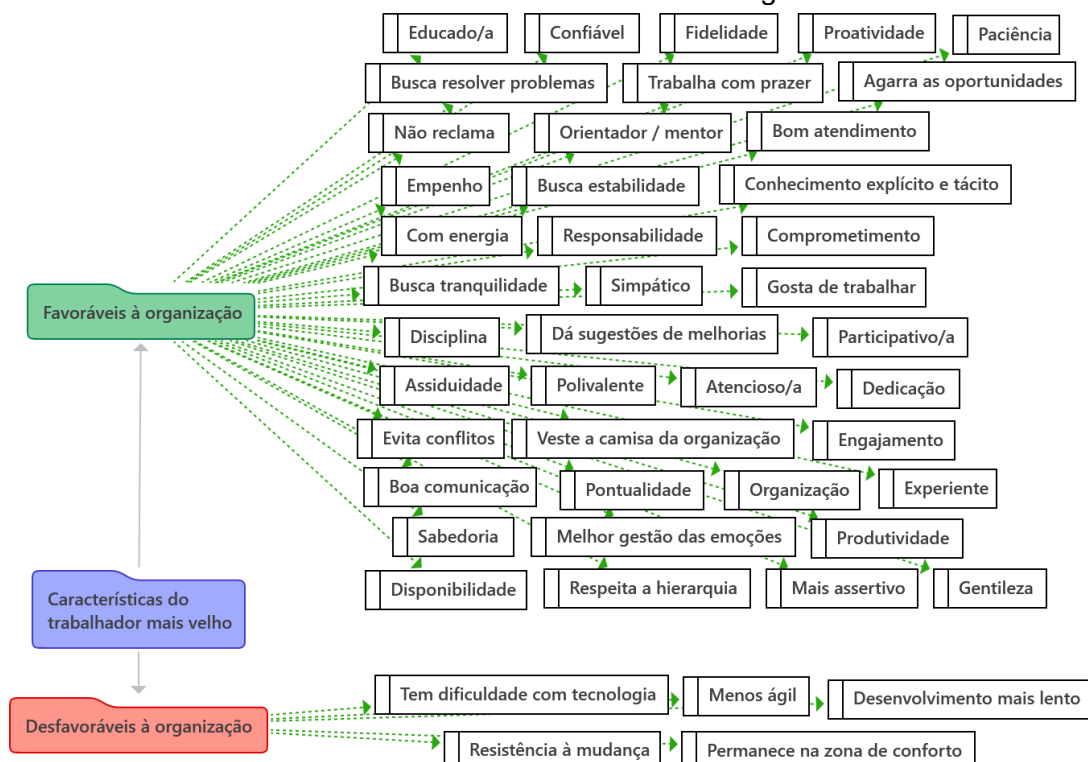 Educado/a
Confiável
Fidelidade
Proatividade
Paciência
Busca resolver problemas
Trabalha com prazer
Agarra as oportunidades
Não reclama
Orientador / mentor
Bom atendimento
Empenho
Busca estabilidade
Conhecimento explícito e tácito
Com energia
Responsabilidade
Comprometimento
Busca tranquilidade
Simpático
Gosta de trabalhar
Favoráveis à organização
Disciplina
Dá sugestões de melhorias
Participativo/a
Assiduidade
Polivalente
Atencioso/a
Dedicação
Evita conflitos
Veste a camisa da organização
Engajamento
Boa comunicação
Pontualidade
Organização
Experiente
Sabedoria
Melhor gestão das emoções
Produtividade
Disponibilidade
Respeita a hierarquia
Mais assertivo
Gentileza
Características do
trabalhador mais velho
Tem dificuldade com tecnologia
Menos ágil
Desenvolvimento mais lento
Desfavoráveis à organização
Resistência à mudança
Permanece na zona de conforto